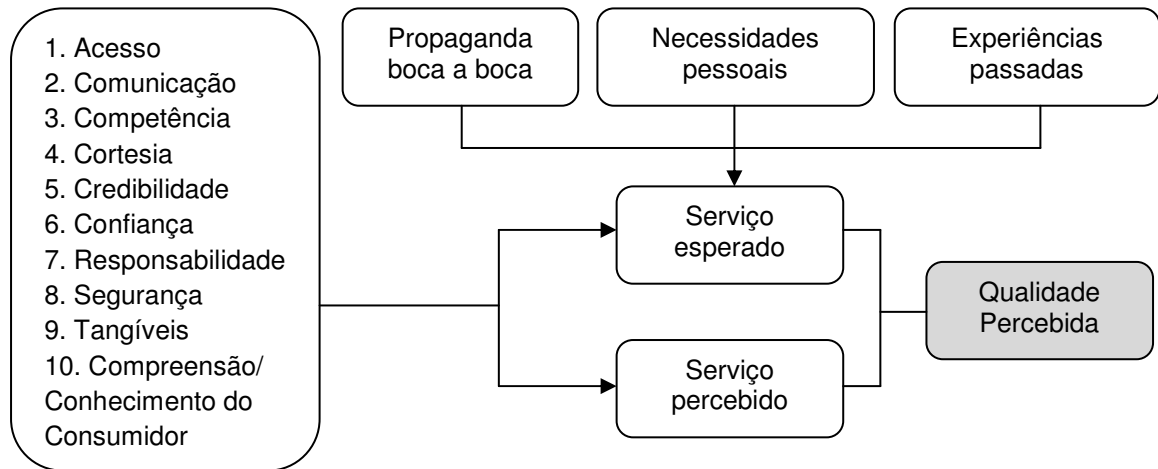 1. Acesso
2. Comunicação
3. Competência
4. Cortesia
5. Credibilidade
6. Confiança
7. Responsabilidade
8. Segurança
9. Tangíveis
10. Compreensão/
Conhecimento do
Consumidor
Propaganda
boca a boca
Necessidades
pessoais
Experiências
passadas
Serviço
esperado
Serviço
percebido
Qualidade
Percebida